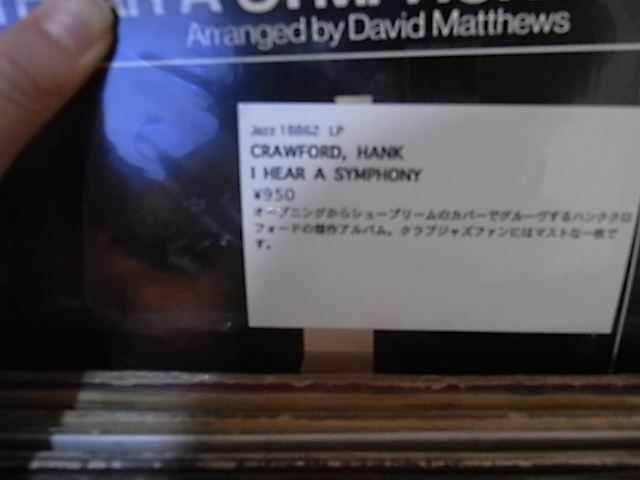 HEAR A SYMPHON
Arranged by David Matthews
Jazz 18862 LP
CRAWFORD, HANK
I HEAR A SYMPHONY
¥950
オープニングからシュープリームのカバーでグルーヴするハンククロ
フォードの傑作アルバム。クラブジャズファンにはマストな一枚で
す。